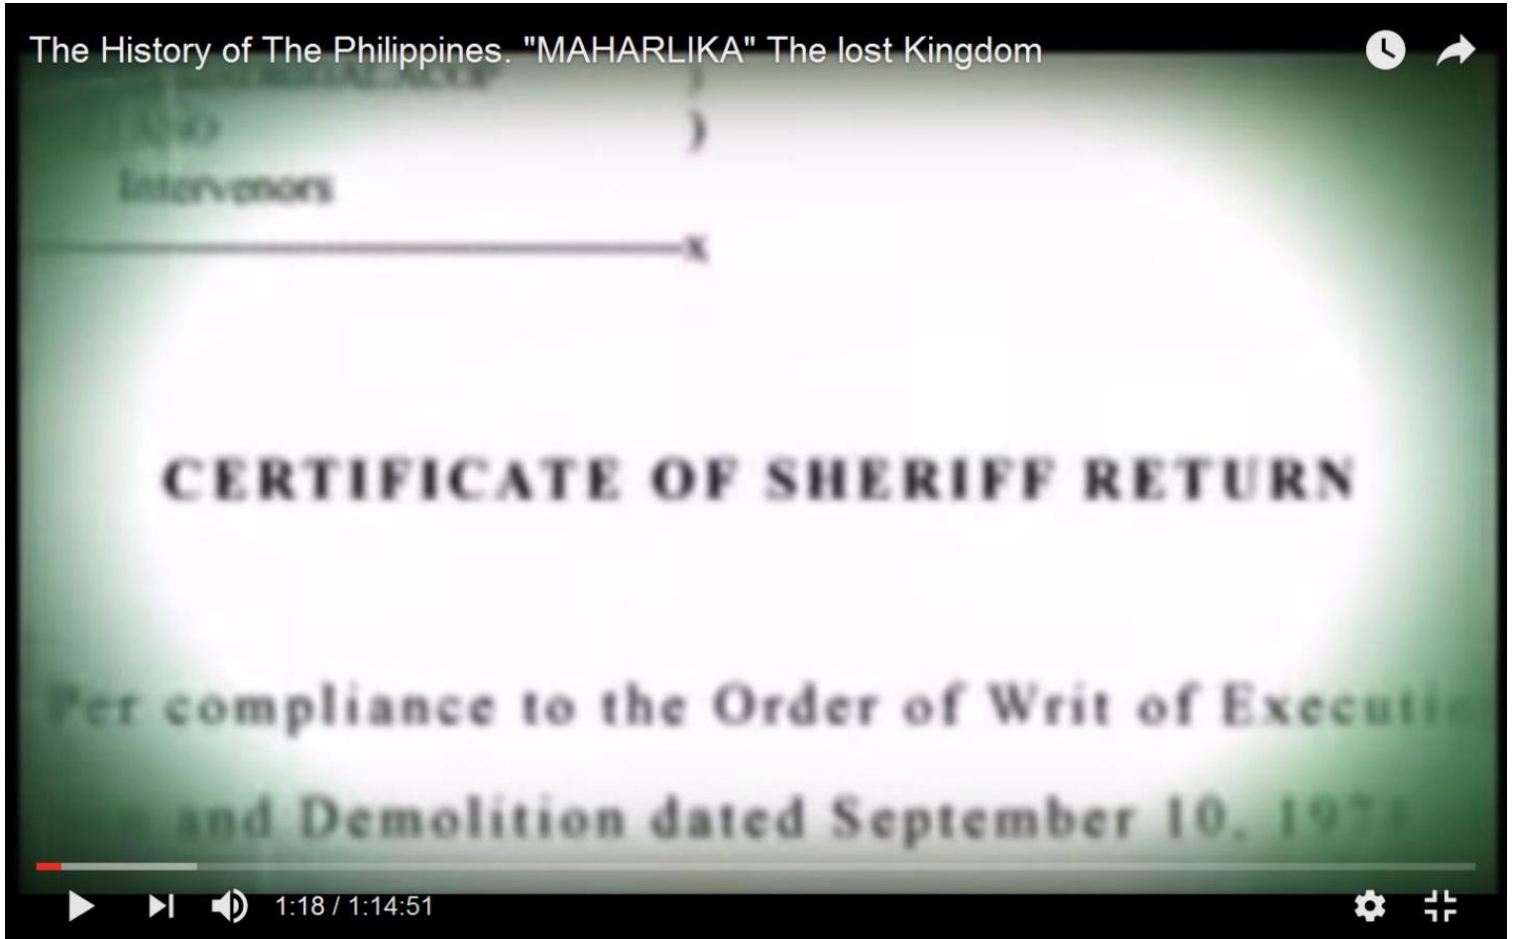 The History of The Philippines. "MAHARLIKA" The lost Kingdom
)
Intervenors
x
CERTIFICATE OF SHERIFF RETURN
Per compliance to the Order of Writ of
and Demolition dated September 10,
1:18 / 1:14:51